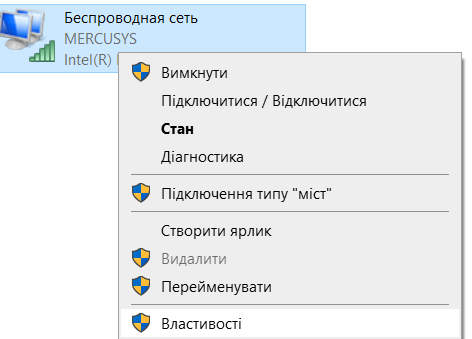 Беспроводная сеть
MERCUSYS
Intel(R)
Вимкнути
Підключитися / Відключитися
Стан
Діагностика
Підключення типу "міст"
Створити ярлик
Видалити
Перейменувати
Властивості